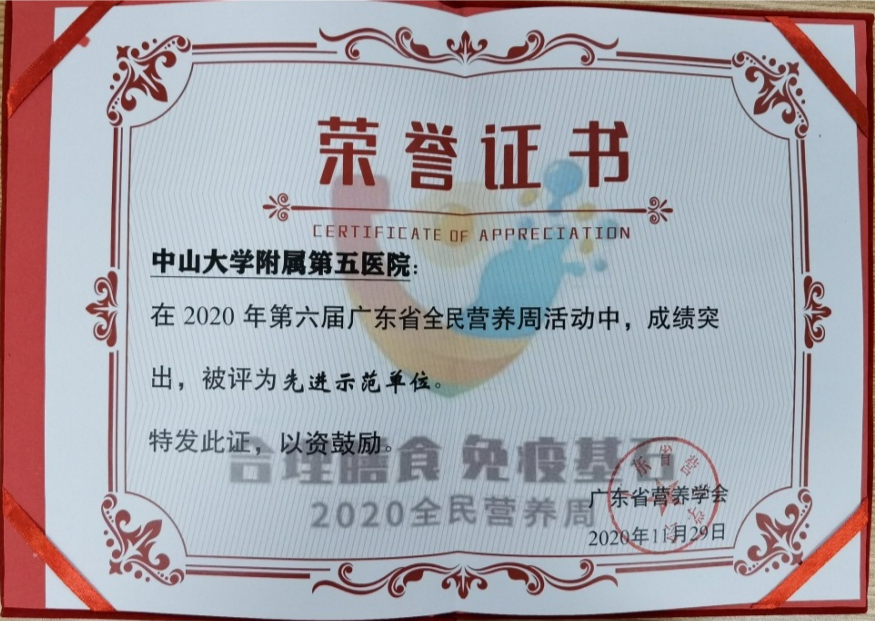 荣誉证书
CERTIFICATE OF APPRECIATION
中山大学附属第五医院:
在 2020 年第六届广东省全民营养周活动中，成绩突
出，被评为先进示范单位。
特发此证，以资鼓励。
合理膳食 免疫基石
2020全民营养周
广东省营养学会
2020年11月29日